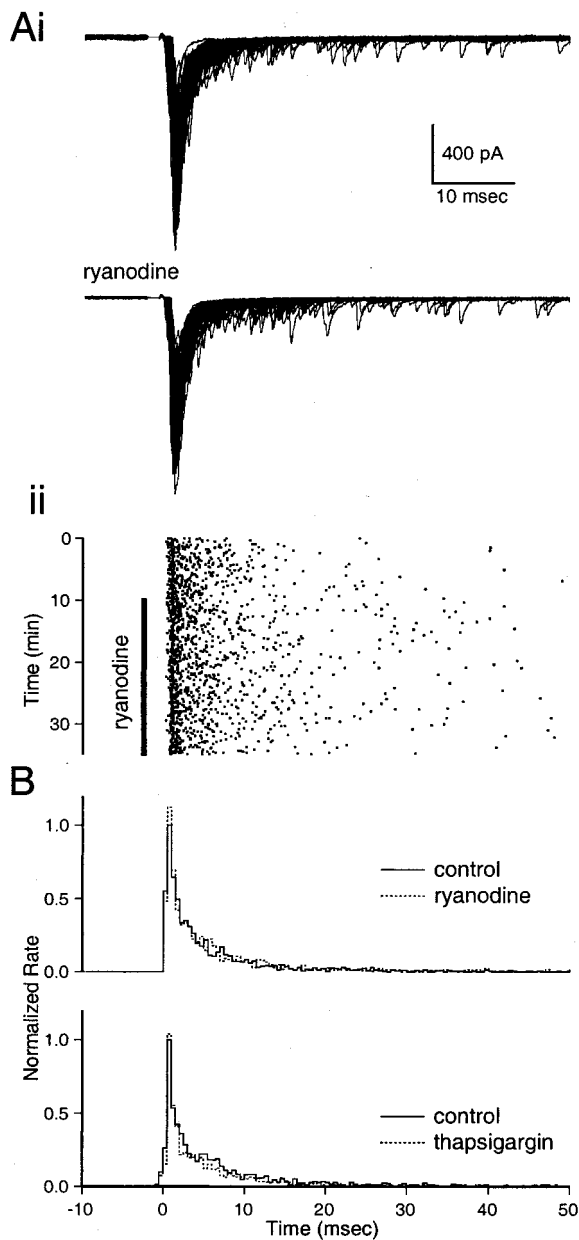 Ai
400 pA
10 msec
ryanodine
ii
0
10
20
30
Time (min)
ryanodine
B
1.0
0.5
0.0
control
ryanodine
Normalized Rate
1.0
0.5
0.0
control
thapsigargin
-10 0 10 20 30 40 50
Time (msec)